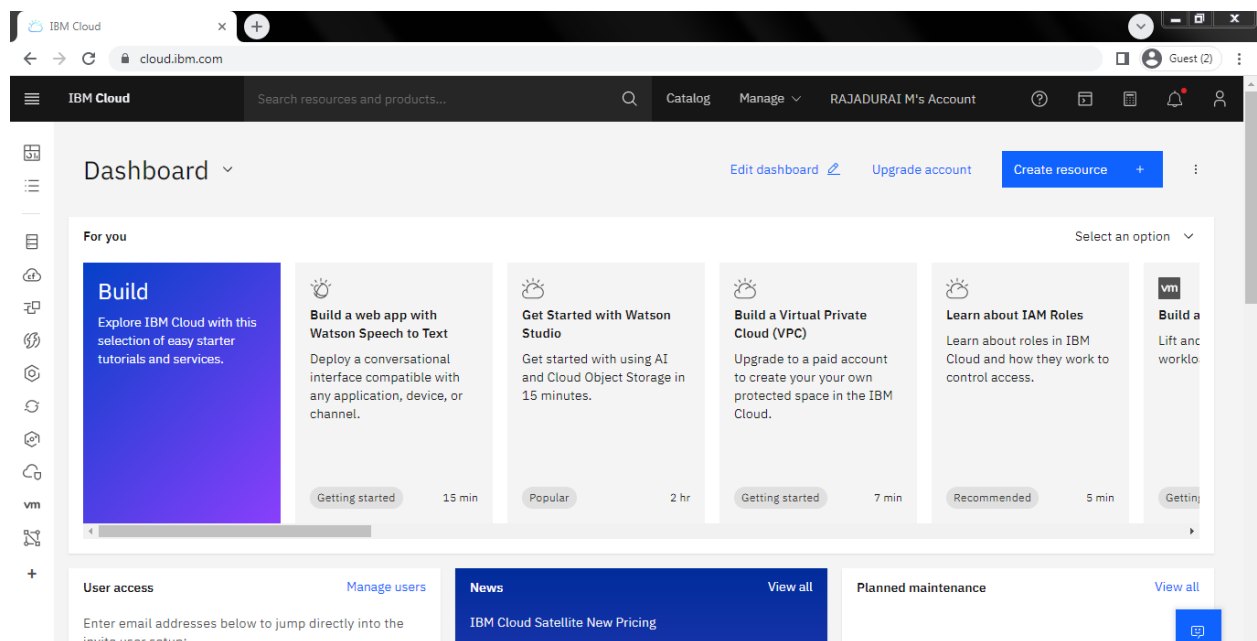 IBM Cloud
cloud.ibm.com
Guest (2)
IBM Cloud
Search resources and products...
Catalog
Manage
RAJADURAI M's Account
Dashboard
Edit dashboard
Upgrade account
Create resource +
For you
Select an option
Build
Explore IBM Cloud with this
selection of easy starter
tutorials and services.
Build a web app with
Watson Speech to Text
Deploy a conversational
interface compatible with
any application, device, or
channel.
Getting started
15 min
Get Started with Watson
Studio
Get started with using AI
and Cloud Object Storage in
15 minutes.
Popular
2 hr
Build a Virtual Private
Cloud (VPC)
Upgrade to a paid account
to create your your own
protected space in the IBM
Cloud.
Getting started
7 min
Learn about IAM Roles
Learn about roles in IBM
Cloud and how they work to
control access.
Recommended
5 min
vm
Build a
Lift and
vm
User access
Manage users
Enter email addresses below to jump directly into the
invite user setup:
News
View all
IBM Cloud Satellite New Pricing
Planned maintenance
View all